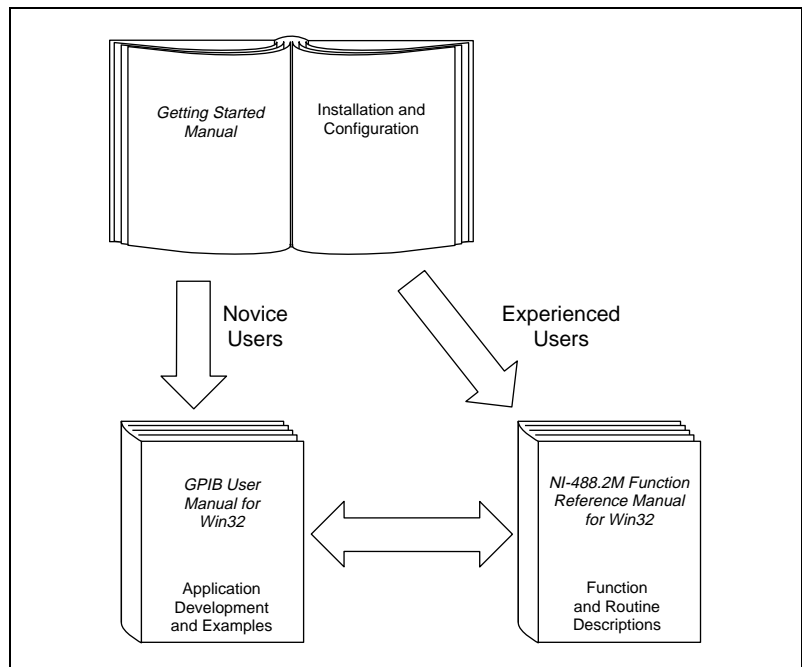 Getting Started
Manual
Installation and
Configuration
Novice
Users
Experienced
Users
GPIB User
Manual for
Win32
Application
Development
and Examples
NI-488.2M Function
Reference Manual
for Win32
Function
and Routine
Descriptions